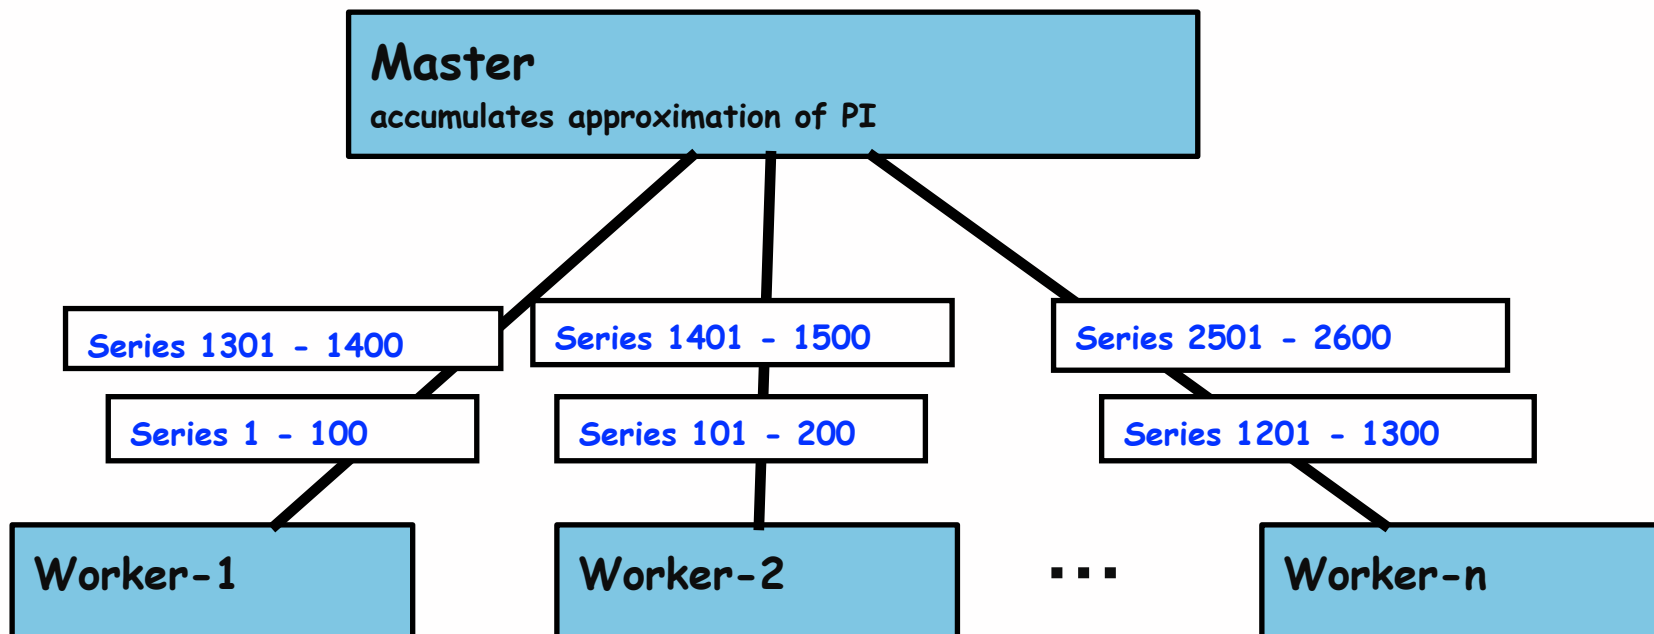 Master
accumulates approximation of PI
Series 1301 - 1400
Series 1401 - 1500
Series 2501 - 2600
Series 1 - 100
Series 101 - 200
Series 1201 - 1300
Worker-1
Worker-2
...
Worker-n